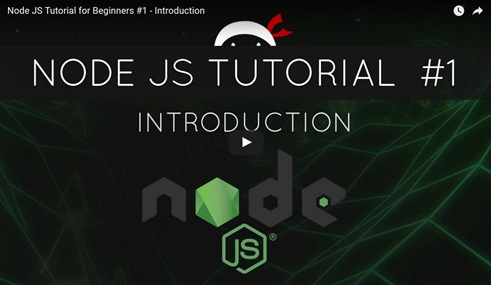 Node JS Tutorial for Beginners #1 - Introduction
NODE JS TUTORIAL #1
INTRODUCTION
node
JS®